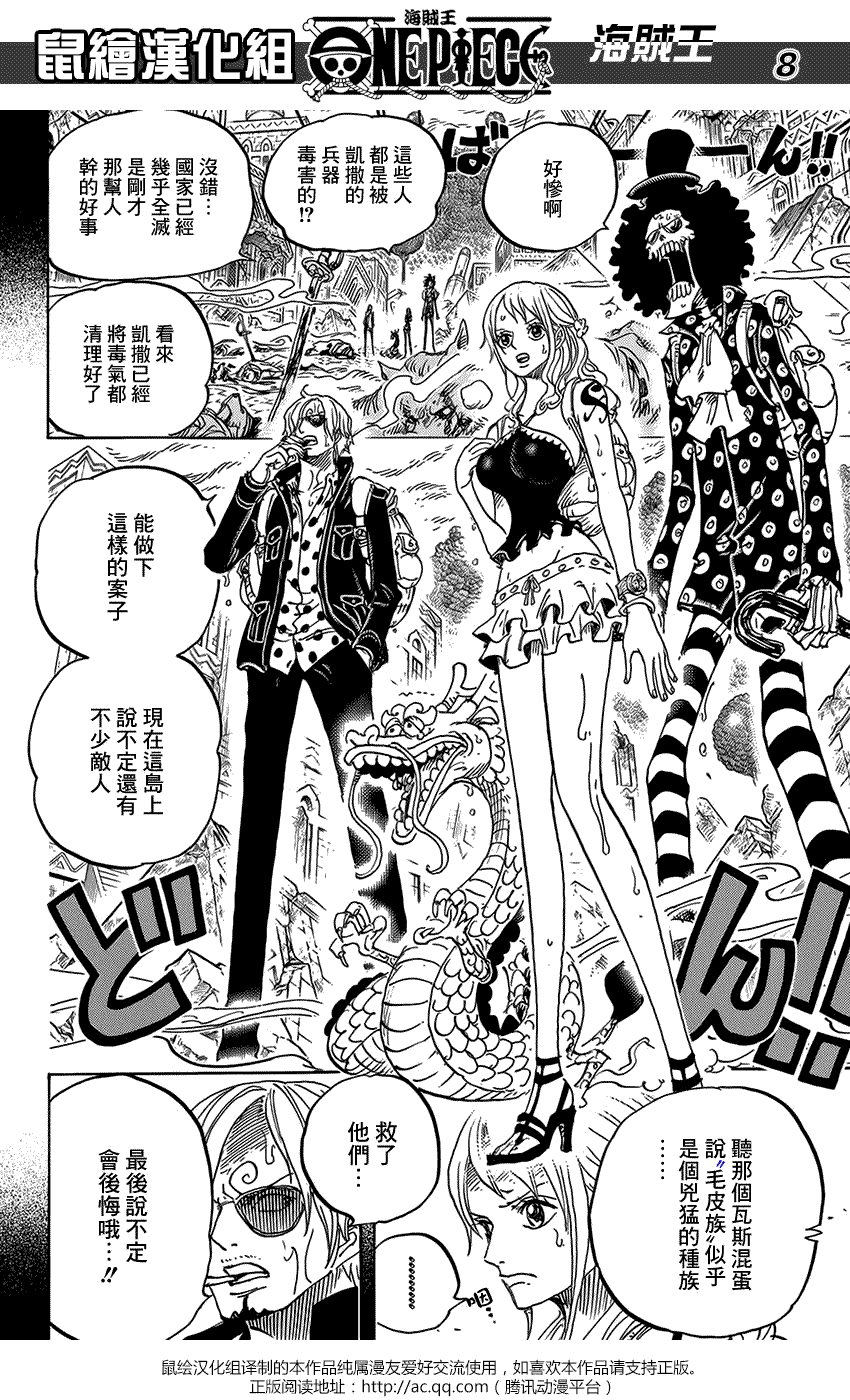 鼠繪漢化組
海賊王
ONE PIECE
海賊王
8
ば
ーーん!!
好慘啊
這些人
都是被
凱撒的
兵器
毒害的!?
沒錯…
國家已經
幾乎全滅
是剛才
那幫人
幹的好事
看來
凱撒已經
將毒氣都
清理好了
能做下
這樣的案子
現在這島上
說不定還有
不少敵人
ど
ん!!
聽那個瓦斯混蛋
說〝毛皮族〞似乎
是個兇猛的種族
……
咽…
………
救了
他們…
最後說不定
會後悔哦…!!
鼠绘汉化组译制的本作品纯属漫友爱好交流使用，如喜欢本作品请支持正版。
正版阅读地址：http://ac.qq.com（腾讯动漫平台）